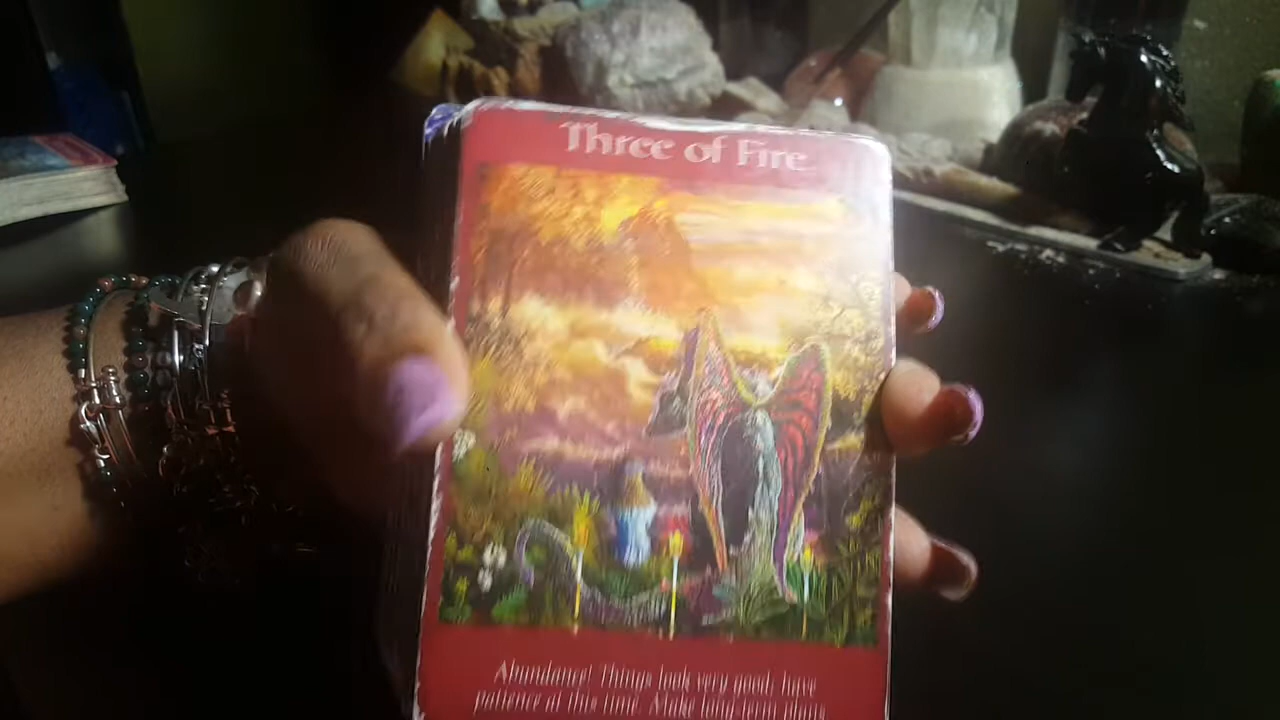 Three of Fire
Abundance! Things look very good; have
patience at this time. Make long-term plans